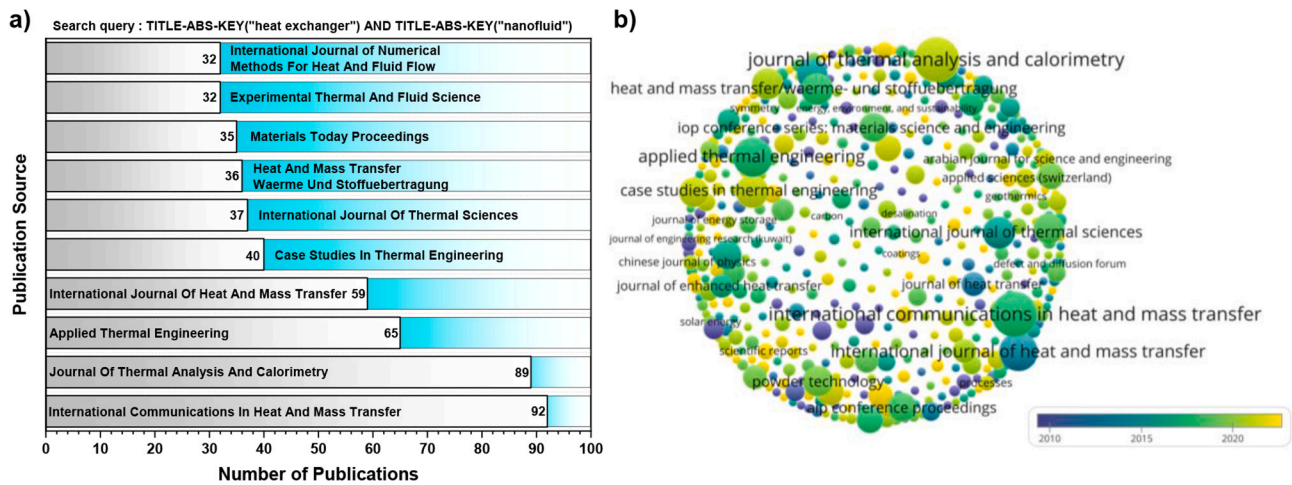 a)
Search query : TITLE-ABS-KEY("heat exchanger") AND TITLE-ABS-KEY("nanofluid")
Publication Source
32
International Journal of Numerical
Methods For Heat And Fluid Flow
32
Experimental Thermal And Fluid Science
35
Materials Today Proceedings
36
Heat And Mass Transfer
Waerme Und Stoffuebertragung
37
International Journal Of Thermal Sciences
40
Case Studies In Thermal Engineering
International Journal Of Heat And Mass Transfer 59
Applied Thermal Engineering
65
Journal Of Thermal Analysis And Calorimetry
89
International Communications In Heat And Mass Transfer
92
0 10 20 30 40 50 60 70 80 90 100
Number of Publications
b)
journal of thermal analysis and calorimetry
heat and mass transfer/waerme- und stoffuebertragung
symmetry
energy, environment, and sustainability
iop conference series: materials science and engineering
applied thermal engineering
arabian journal for science and engineering
applied sciences (switzerland)
case studies in thermal engineering
geothermics
carbon
desalination
journal of energy storage
international journal of thermal sciences
journal of engineering research (kuwait)
coatings
chinese journal of physics
defect and diffusion forum
journal of enhanced heat transfer
journal of heat transfer
international communications in heat and mass transfer
solar energy
scientific reports
international journal of heat and mass transfer
powder technology
processes
aip conference proceedings
2010 2015 2020